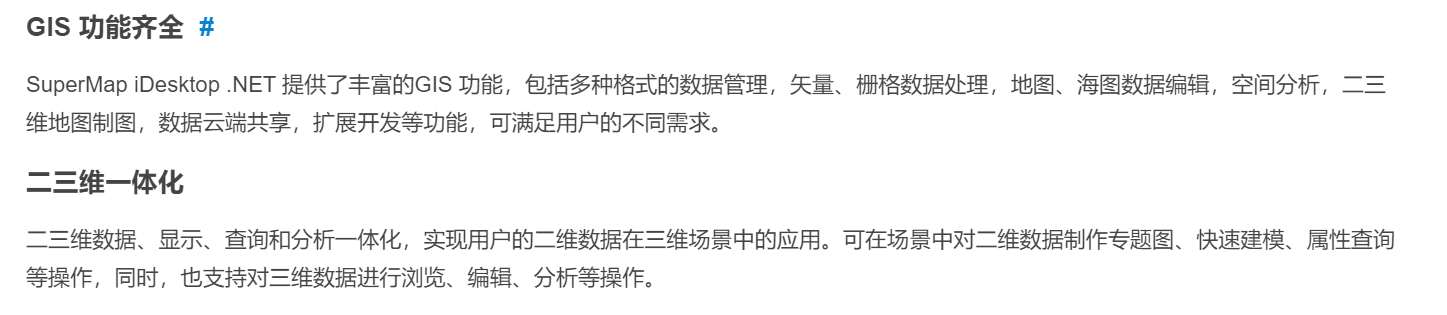 GIS 功能齐全 #
SuperMap iDesktop .NET 提供了丰富的GIS 功能，包括多种格式的数据管理，矢量、栅格数据处理，地图、海图数据编辑，空间分析，二三
维地图制图，数据云端共享，扩展开发等功能，可满足用户的不同需求。
二三维一体化
二三维数据、显示、查询和分析一体化，实现用户的二维数据在三维场景中的应用。可在场景中对二维数据制作专题图、快速建模、属性查询
等操作，同时，也支持对三维数据进行浏览、编辑、分析等操作。